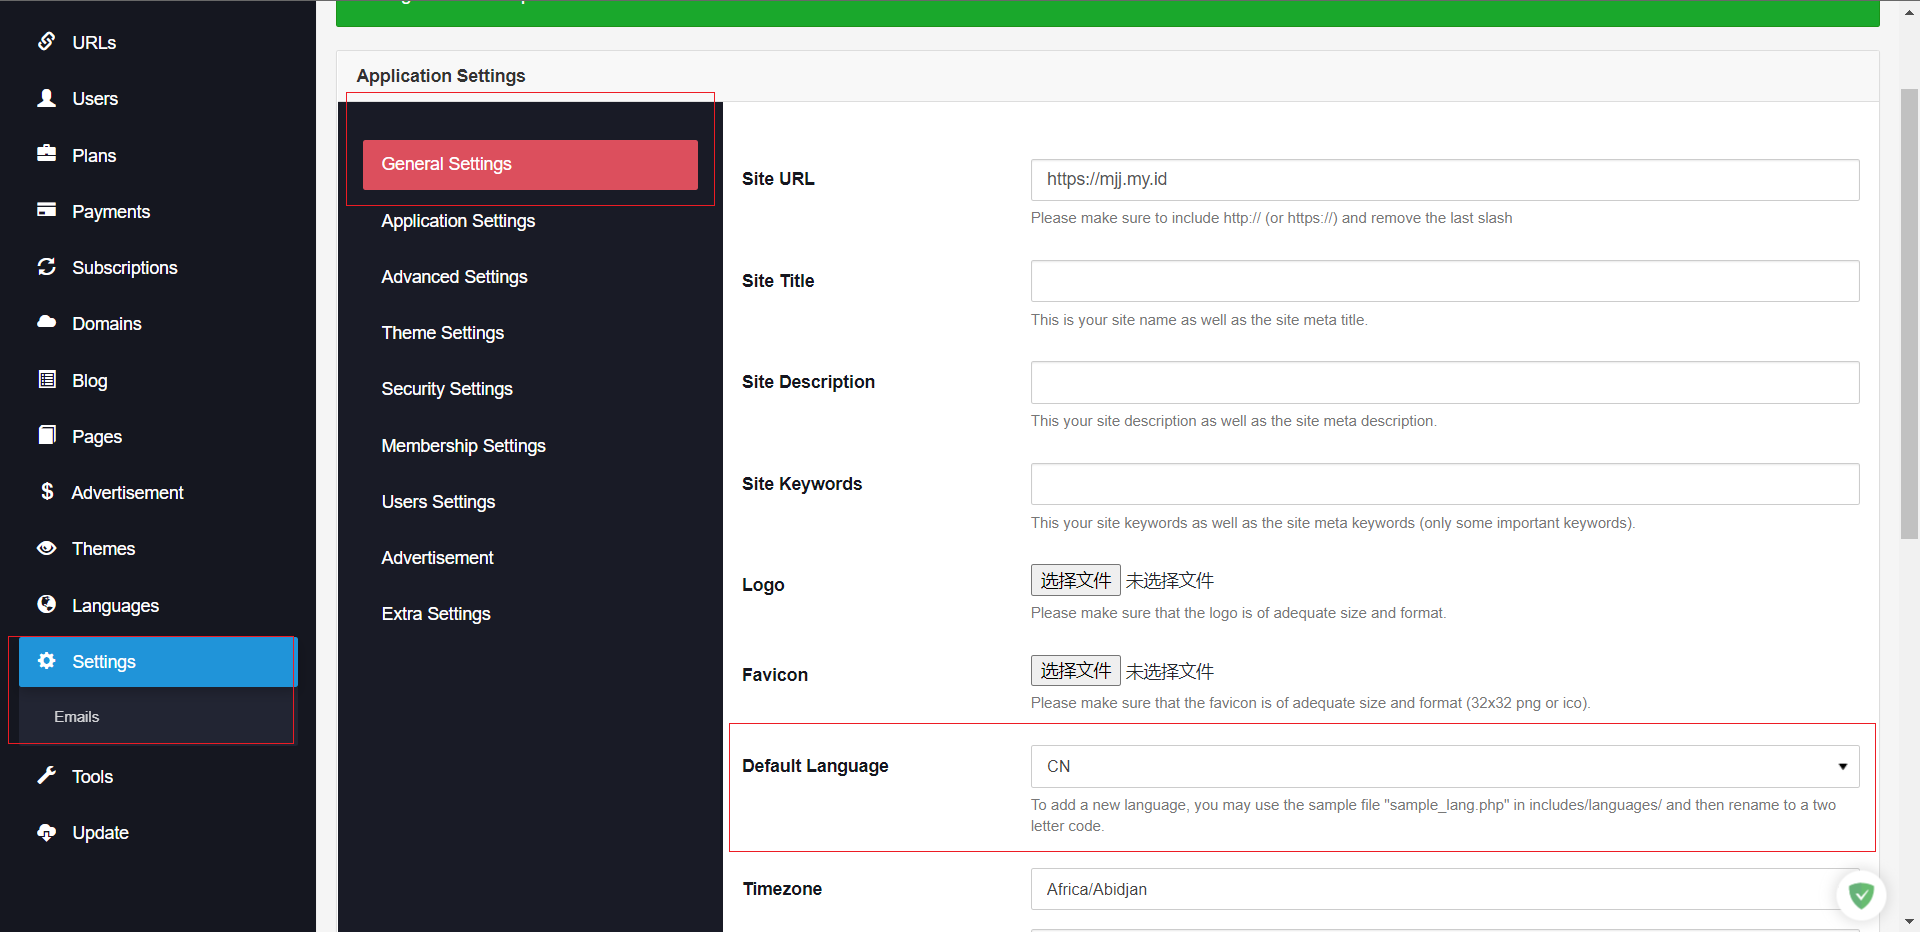 URLs
Users
Plans
Payments
Subscriptions
Domains
Blog
Pages
Advertisement
Themes
Languages
Settings
Emails
Tools
Update
Application Settings
General Settings
Application Settings
Advanced Settings
Theme Settings
Security Settings
Membership Settings
Users Settings
Advertisement
Extra Settings
Site URL
https://mjj.my.id
Please make sure to include http:// (or https://) and remove the last slash
Site Title
This is your site name as well as the site meta title.
Site Description
This your site description as well as the site meta description.
Site Keywords
This your site keywords as well as the site meta keywords (only some important keywords).
Logo
选择文件 未选择文件
Please make sure that the logo is of adequate size and format.
Favicon
选择文件 未选择文件
Please make sure that the favicon is of adequate size and format (32x32 png or ico).
Default Language
CN
To add a new language, you may use the sample file "sample_lang.php" in includes/languages/ and then rename to a two
letter code.
Timezone
Africa/Abidjan